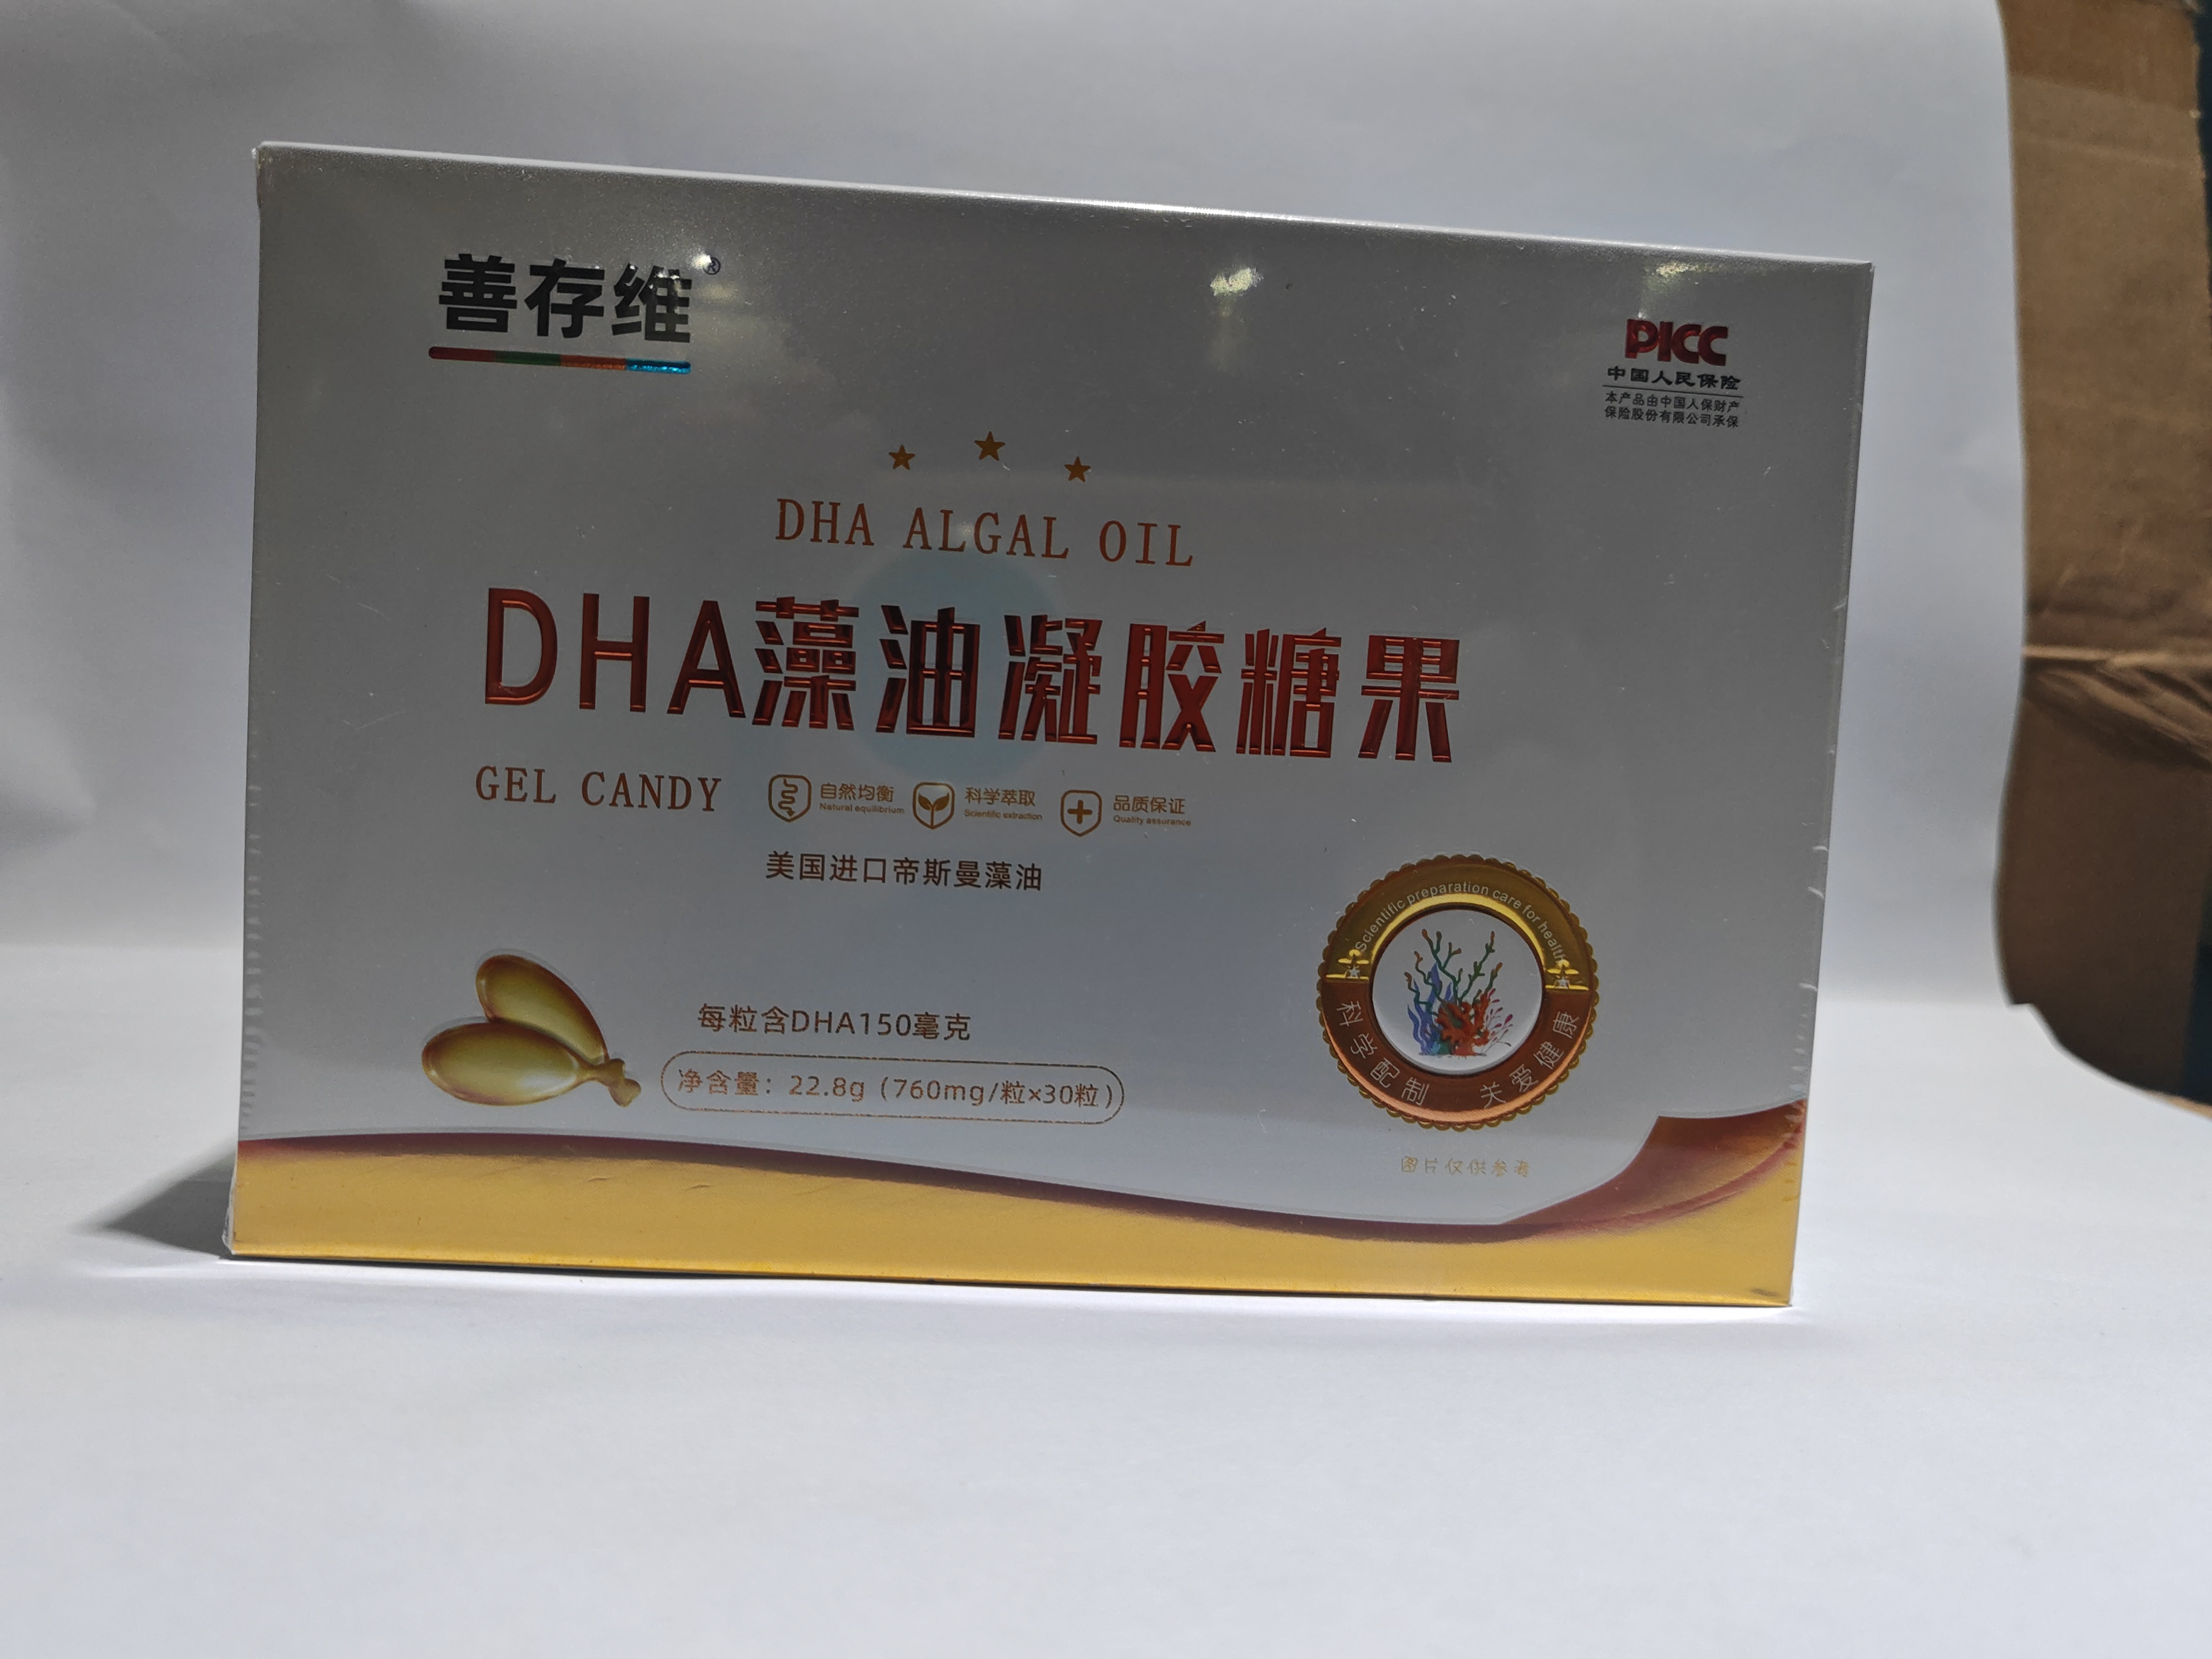 善存维®
PICC
中国人民保险
本产品由中国人保财产
保险股份有限公司承保
DHA ALGAL OIL
DHA藻油凝胶糖果
GEL CANDY
自然均衡
Natural equilibrium
科学萃取
Scientific extraction
品质保证
Quality assurance
美国进口帝斯曼藻油
Scientific preparation care for health
科学配制 关爱健康
每粒含DHA150毫克
净含量：22.8g（760mg/粒×30粒）
图片仅供参考